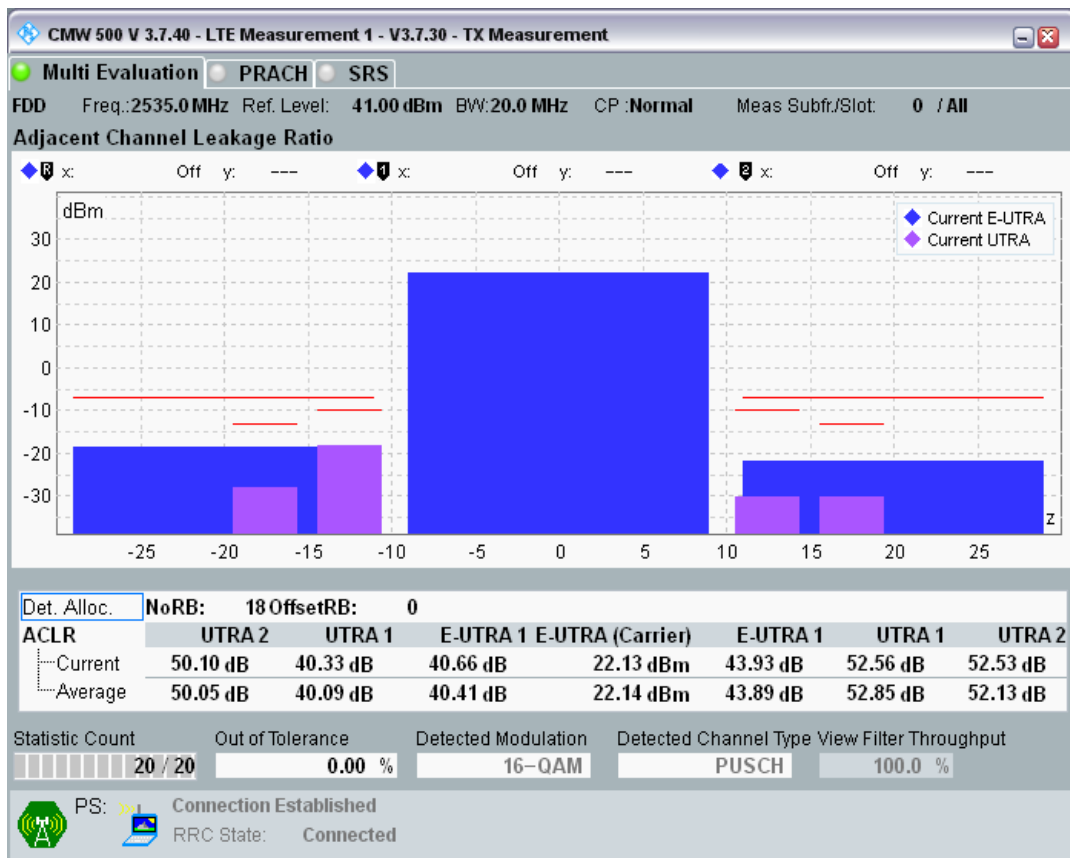 CMW 500 V 3.7.40 - LTE Measurement 1 - V3.7.30 - TX Measurement
Multi Evaluation PRACH SRS
FDD Freq.:2535.0 MHz Ref. Level: 41.00 dBm BW:20.0 MHz CP :Normal Meas Subfr./Slot: 0 / All
Adjacent Channel Leakage Ratio
R x: Off y: --- 1 x: Off y: --- 2 x: Off y: ---
dBm
Current E-UTRA
Current UTRA
30
20
10
0
-10
-20
-30
z
-25 -20 -15 -10 -5 0 5 10 15 20 25
Det. Alloc. NoRB: 18 OffsetRB: 0
ACLR UTRA 2 UTRA 1 E-UTRA 1 E-UTRA (Carrier) E-UTRA 1 UTRA 1 UTRA 2
Current 50.10 dB 40.33 dB 40.66 dB 22.13 dBm 43.93 dB 52.56 dB 52.53 dB
Average 50.05 dB 40.09 dB 40.41 dB 22.14 dBm 43.89 dB 52.85 dB 52.13 dB
Statistic Count Out of Tolerance Detected Modulation Detected Channel Type View Filter Throughput
20 / 20 0.00 % 16-QAM PUSCH 100.0 %
PS: Connection Established
RRC State: Connected